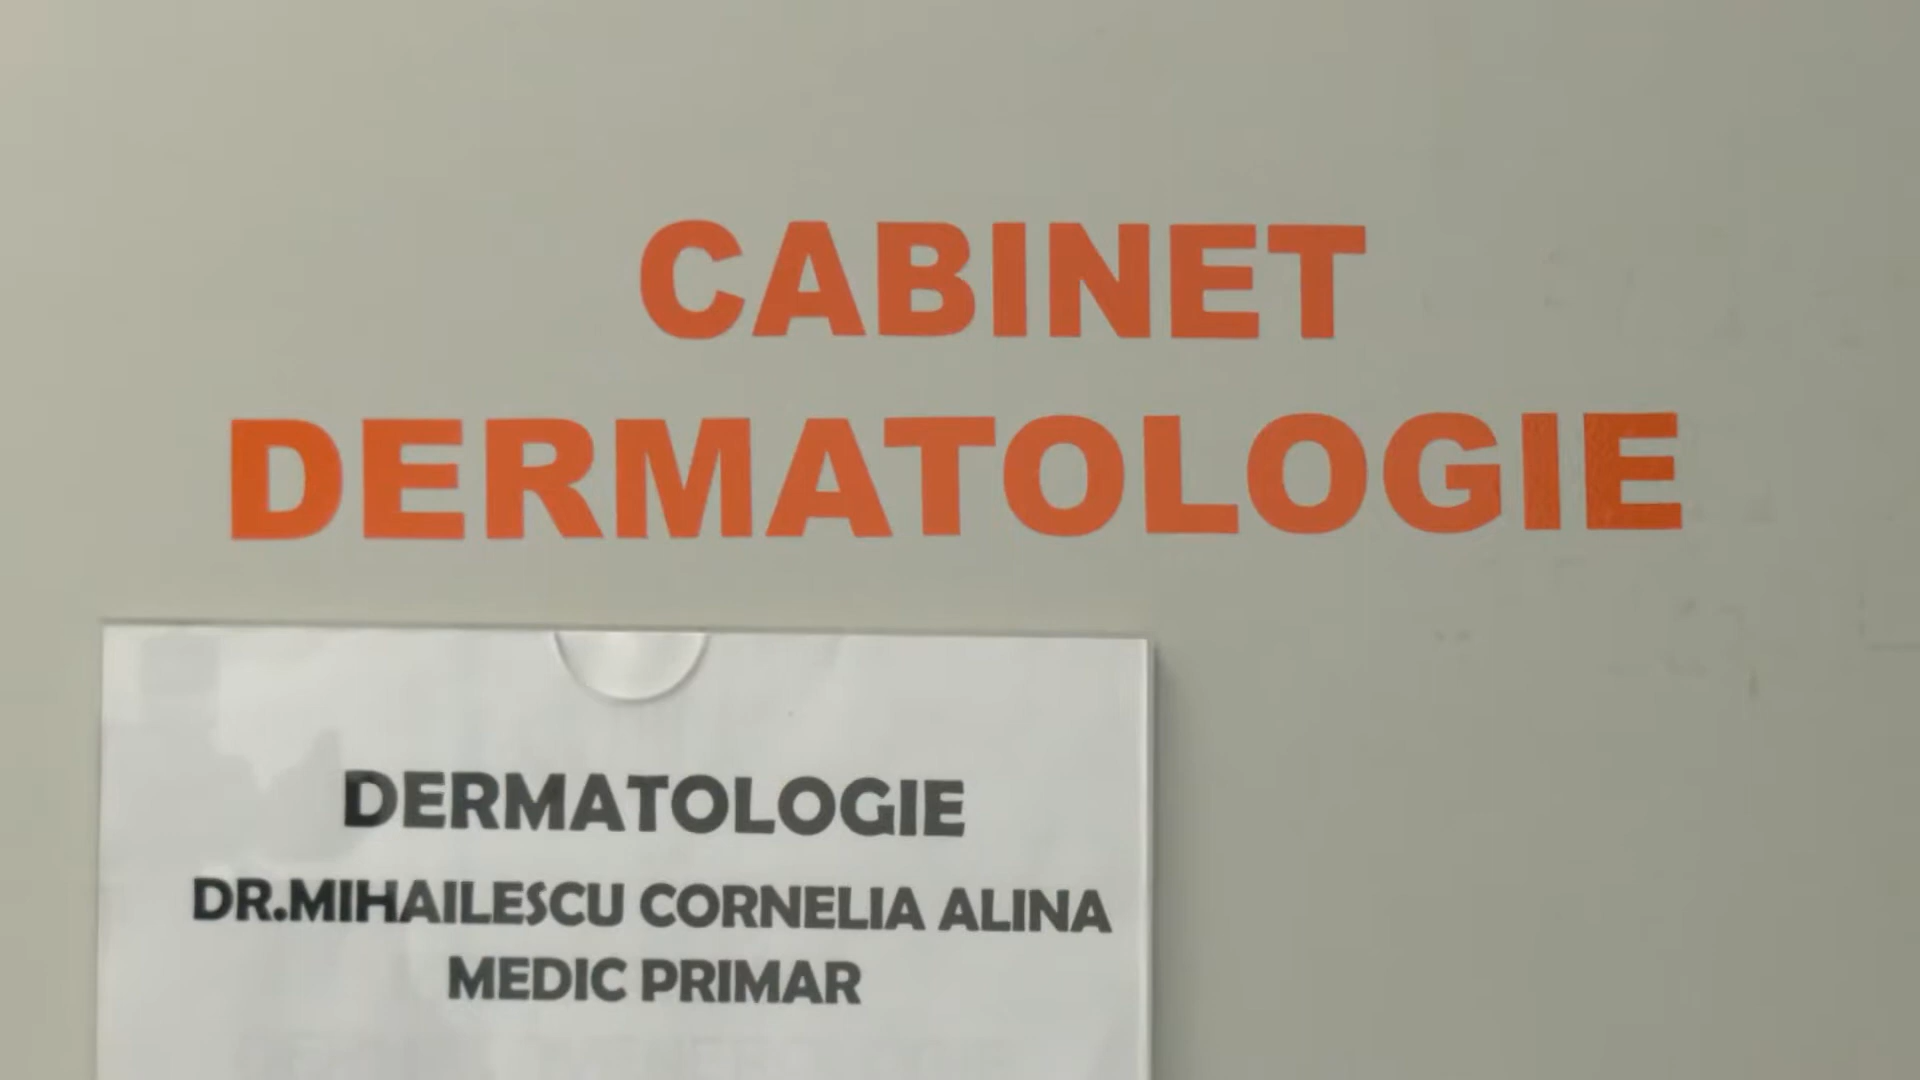 CABINET
DERMATOLOGIE
DERMATOLOGIE
DR.MIHAILESCU CORNELIA ALINA
MEDIC PRIMAR